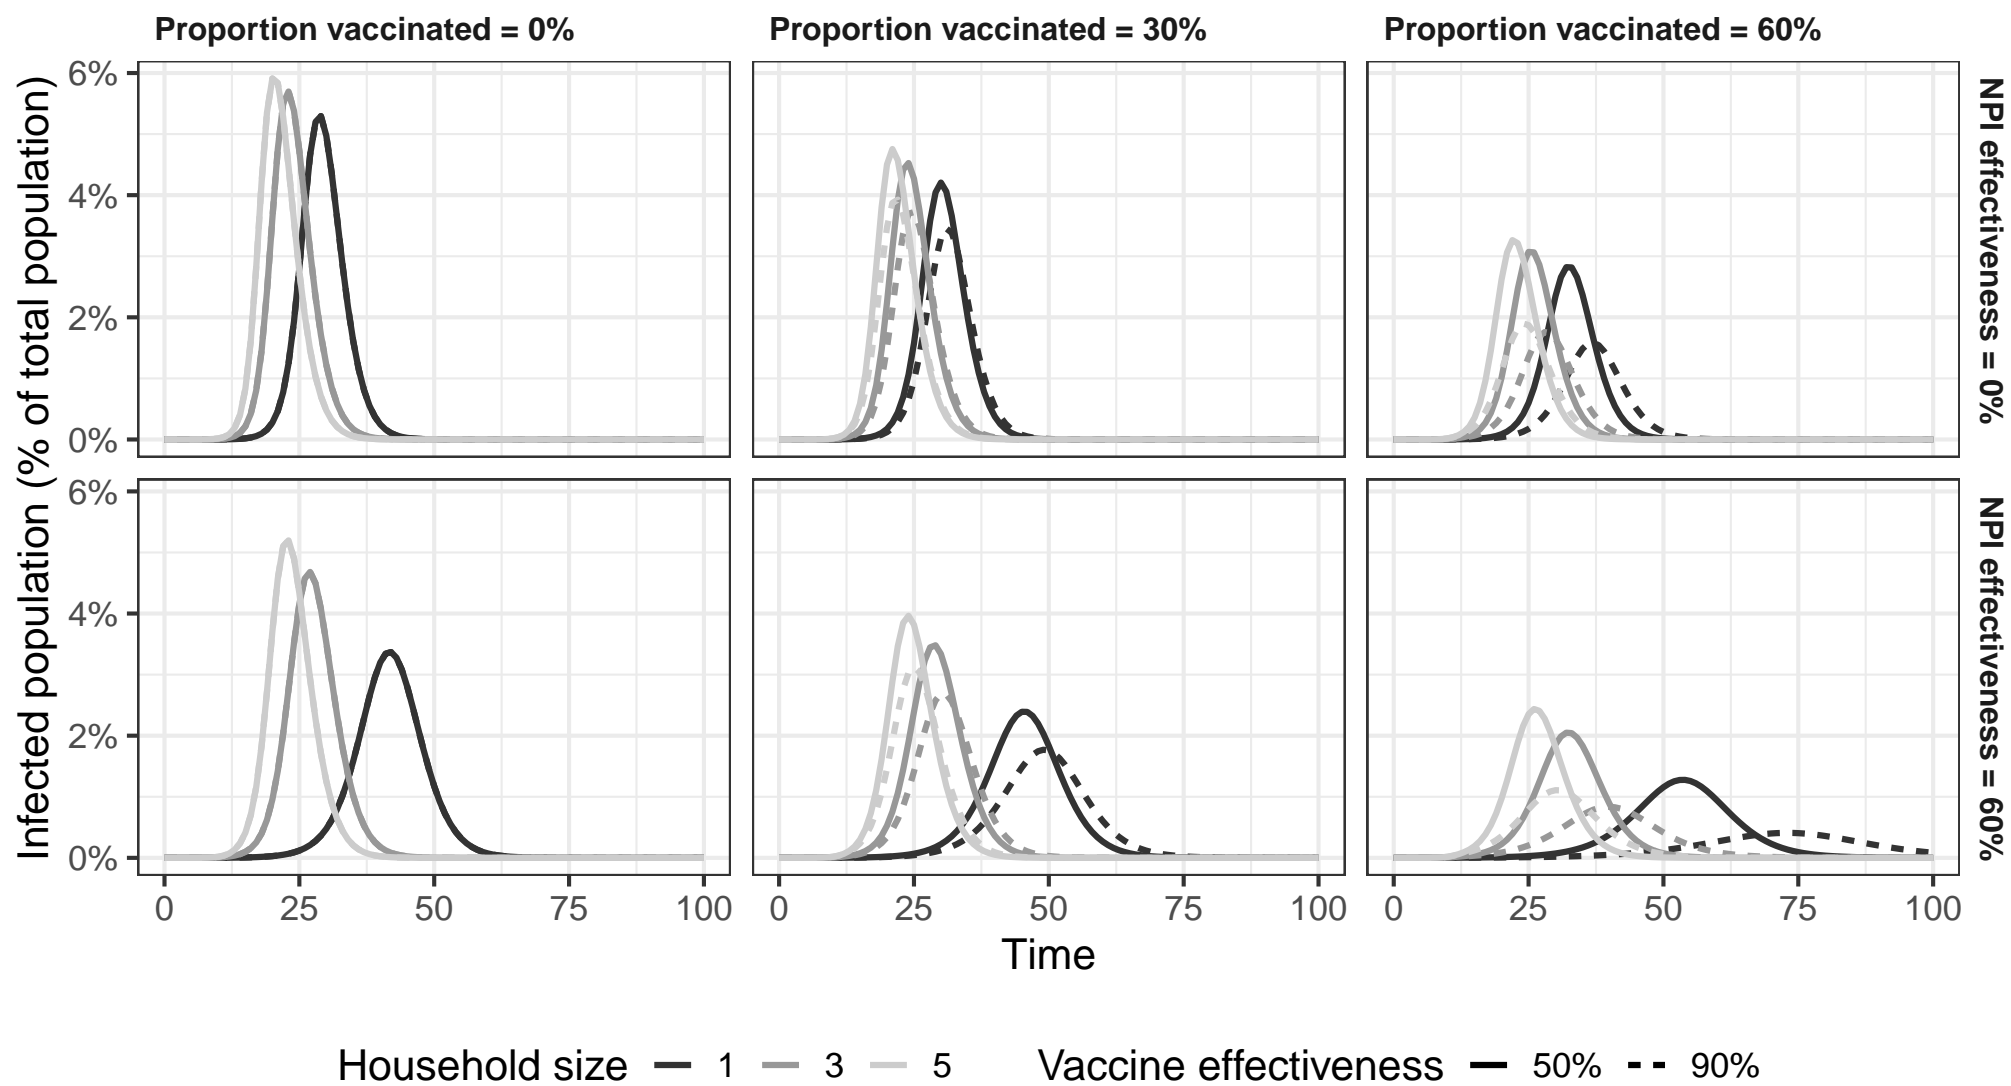 Proportion vaccinated = 0%
Proportion vaccinated = 30%
Proportion vaccinated = 60%
Infected population (% of total population)
6%
4%
2%
0%
NPI effectiveness = 0%
6%
4%
2%
0%
NPI effectiveness = 60%
0 25 50 75 100
0 25 50 75 100
0 25 50 75 100
Time
Household size 1 3 5 Vaccine effectiveness 50% 90%